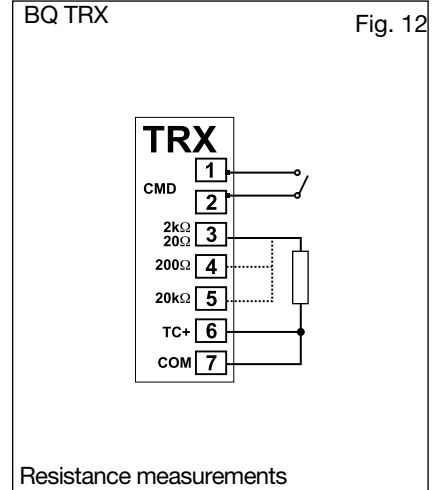 BQ TRX
Fig. 12
TRX
1
CMD
2
2kΩ
20Ω
3
200Ω 4
20kΩ 5
TC+ 6
COM 7
Resistance measurements